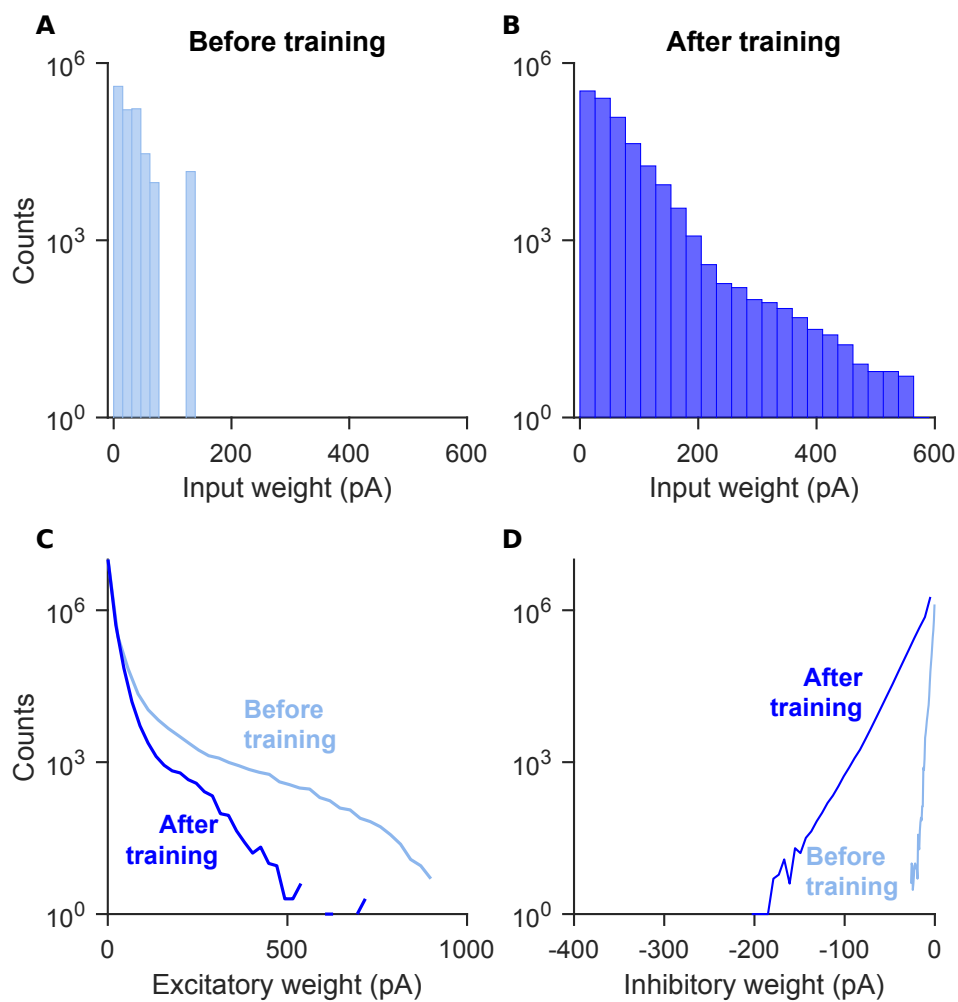 A
Before training
B
After training
10^6
10^3
10^0
Counts
0
200
400
600
Input weight (pA)
10^6
10^3
10^0
0
200
400
600
Input weight (pA)
C
D
10^6
10^3
10^0
Counts
Before
training
After
training
0
500
1000
Excitatory weight (pA)
10^6
10^3
10^0
After
training
Before
training
-400
-300
-200
-100
0
Inhibitory weight (pA)